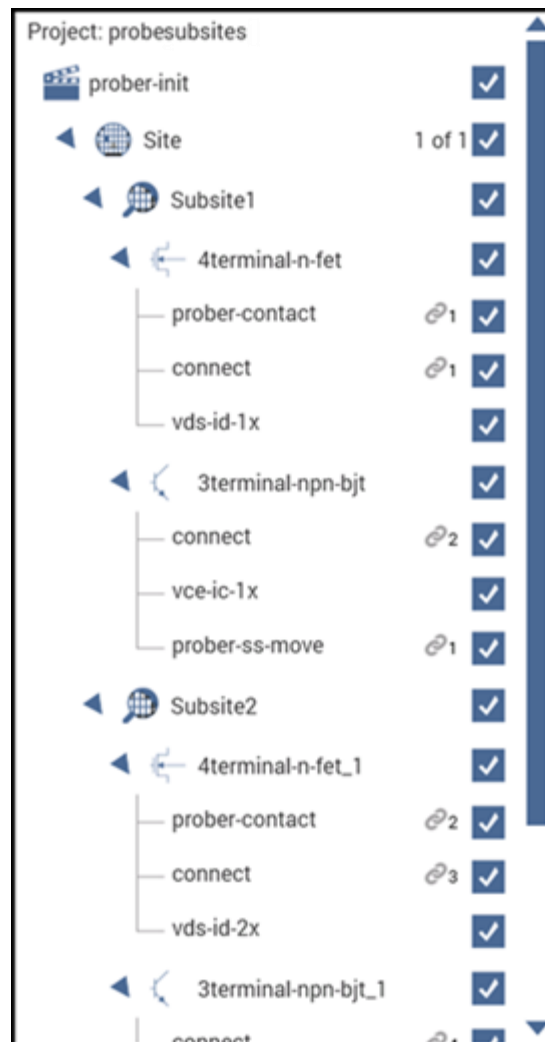 Project: probesubsites
prober-init
Site 1 of 1
Subsite1
4terminal-n-fet
prober-contact 1
connect 1
vds-id-1x
3terminal-npn-bjt
connect 2
vce-ic-1x
prober-ss-move 1
Subsite2
4terminal-n-fet_1
prober-contact 2
connect 3
vds-id-2x
3terminal-npn-bjt_1
connect 4